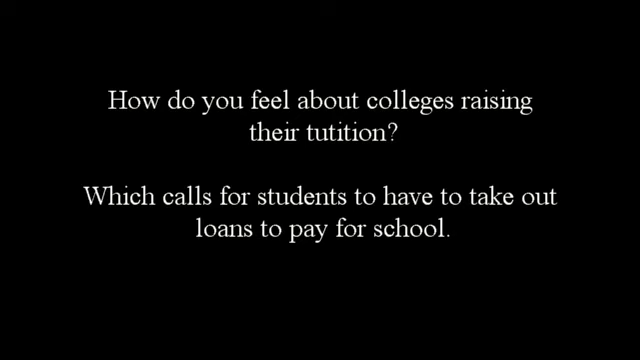 How do you feel about colleges raising
their tutition?
Which calls for students to have to take out
loans to pay for school.